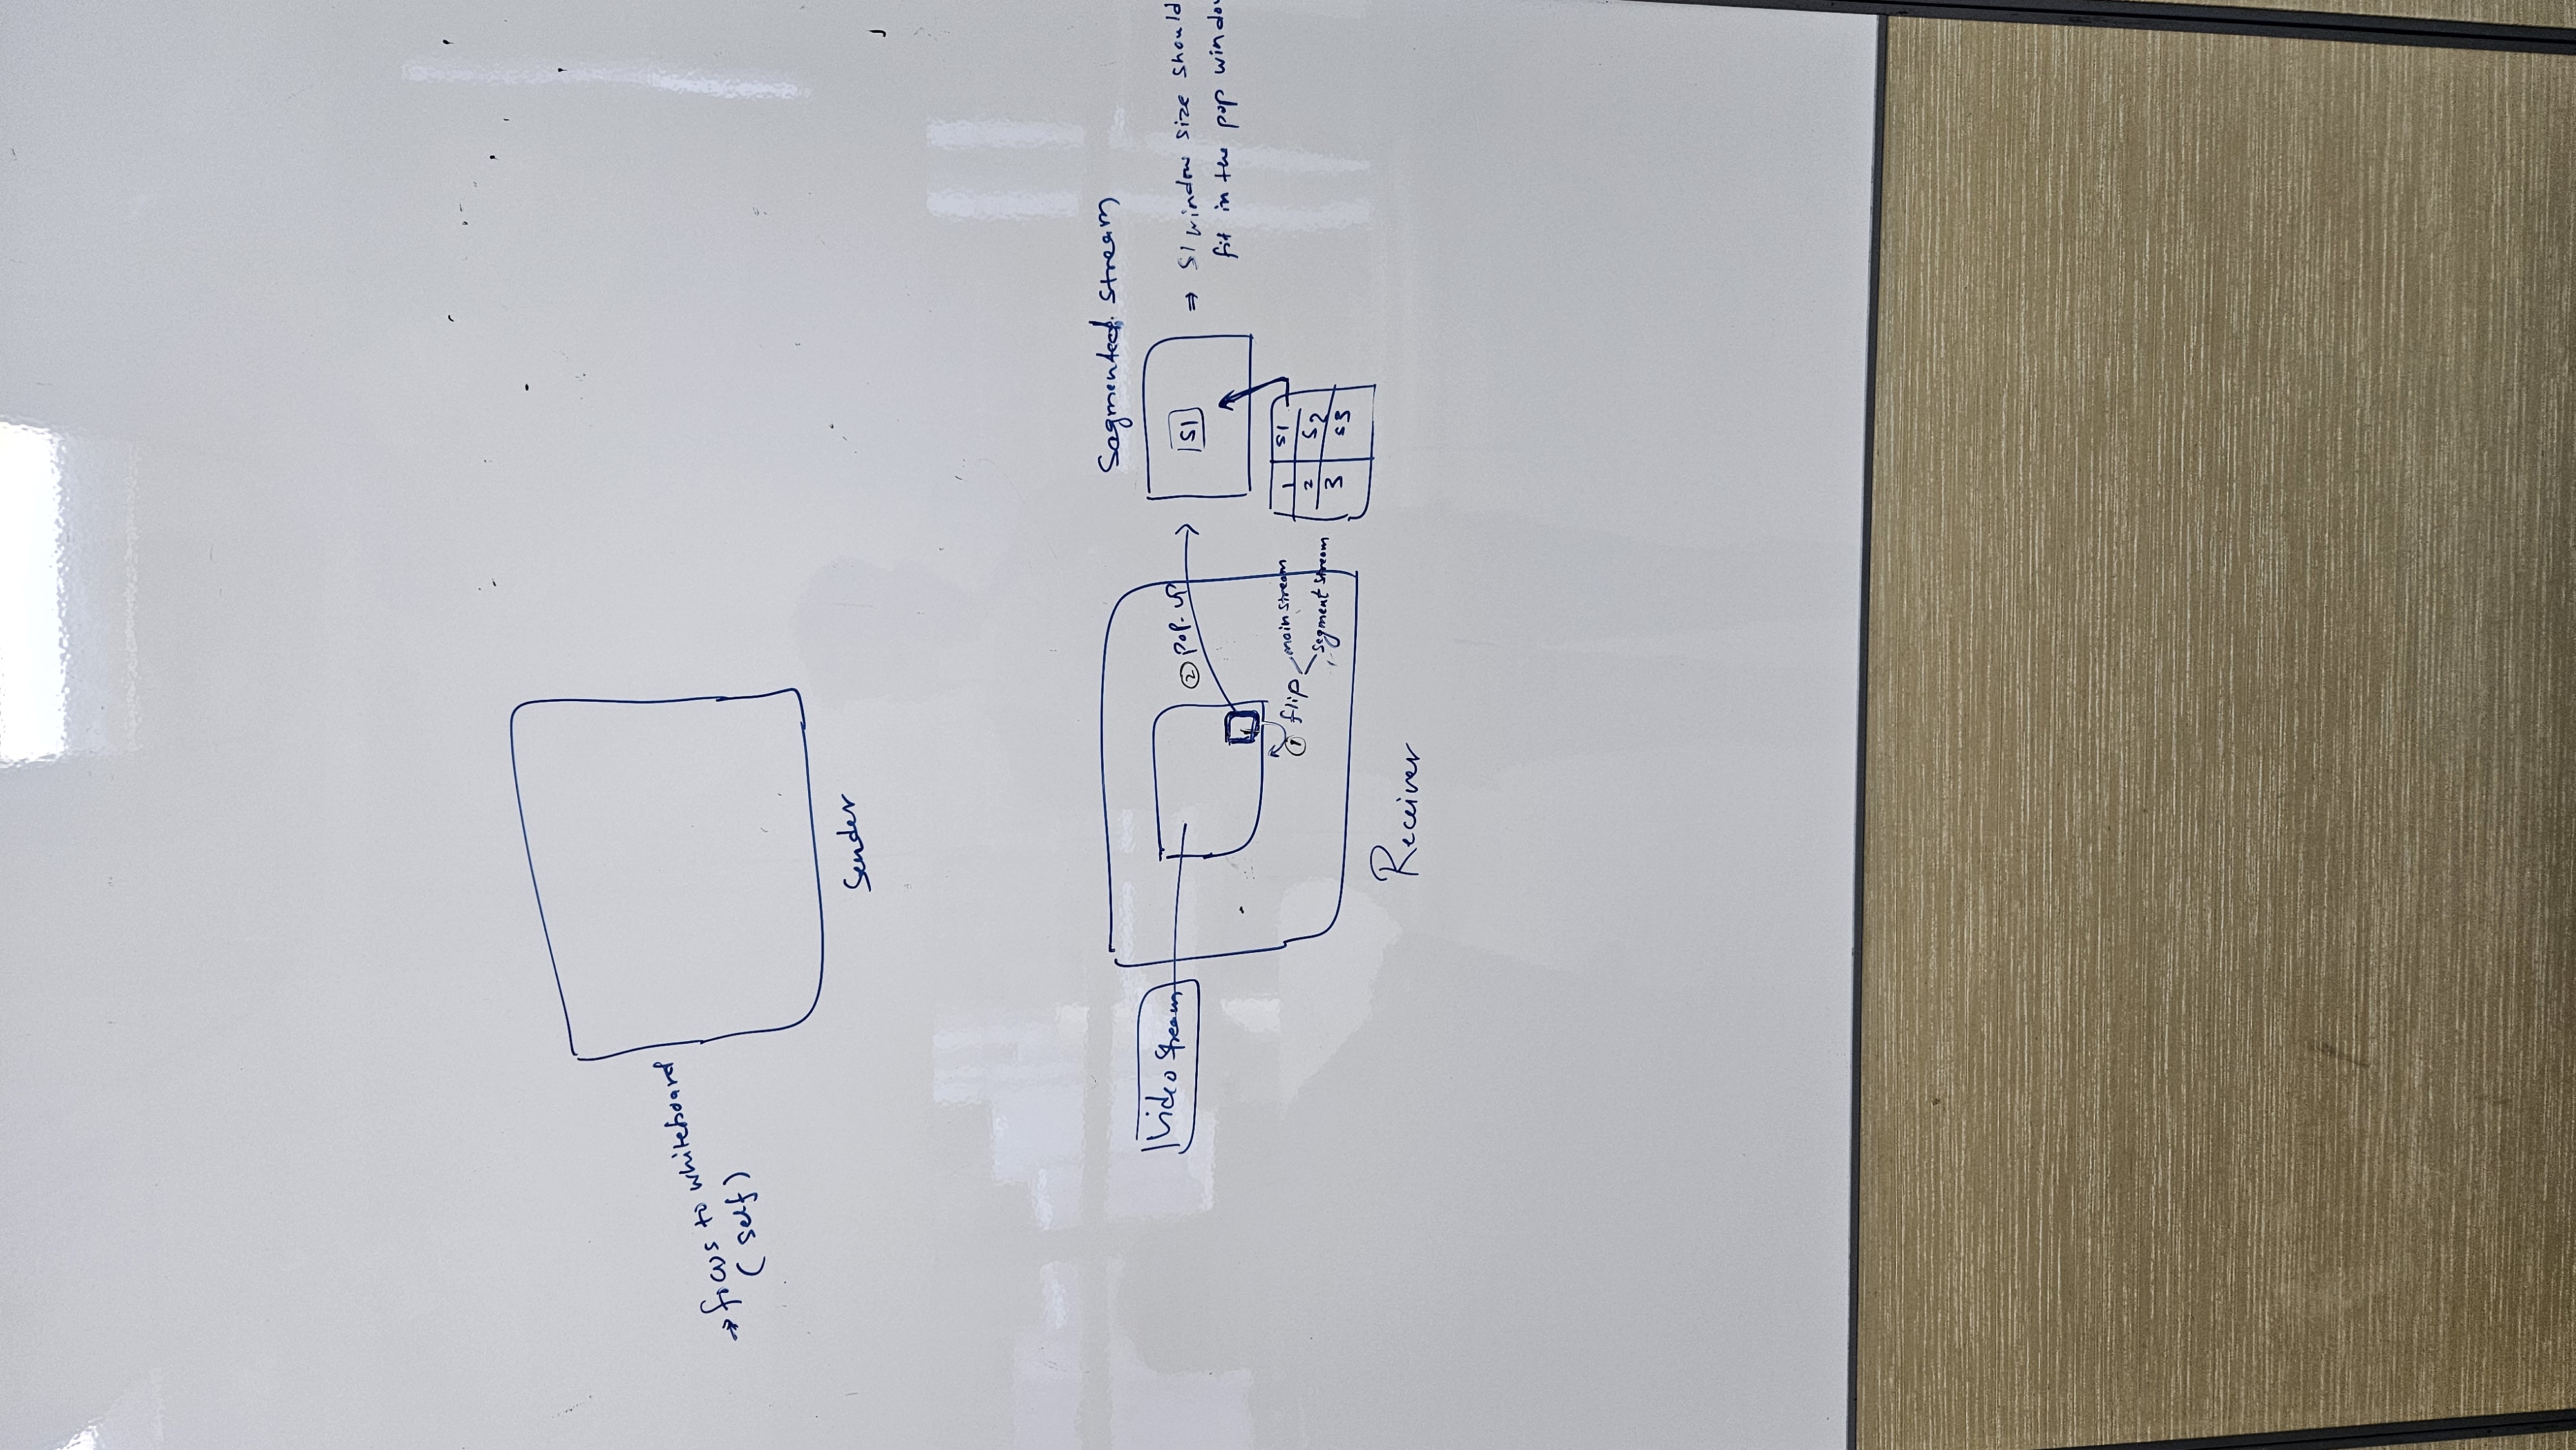 → focus to whiteboard
( self )
Sender
Video Stream
② pop-up
① flip
main stream
segment stream
Receiver
Segmented stream
S1
⇒ S1 window size should
fit in the pop windo
1 S1
2 S2
3 S3